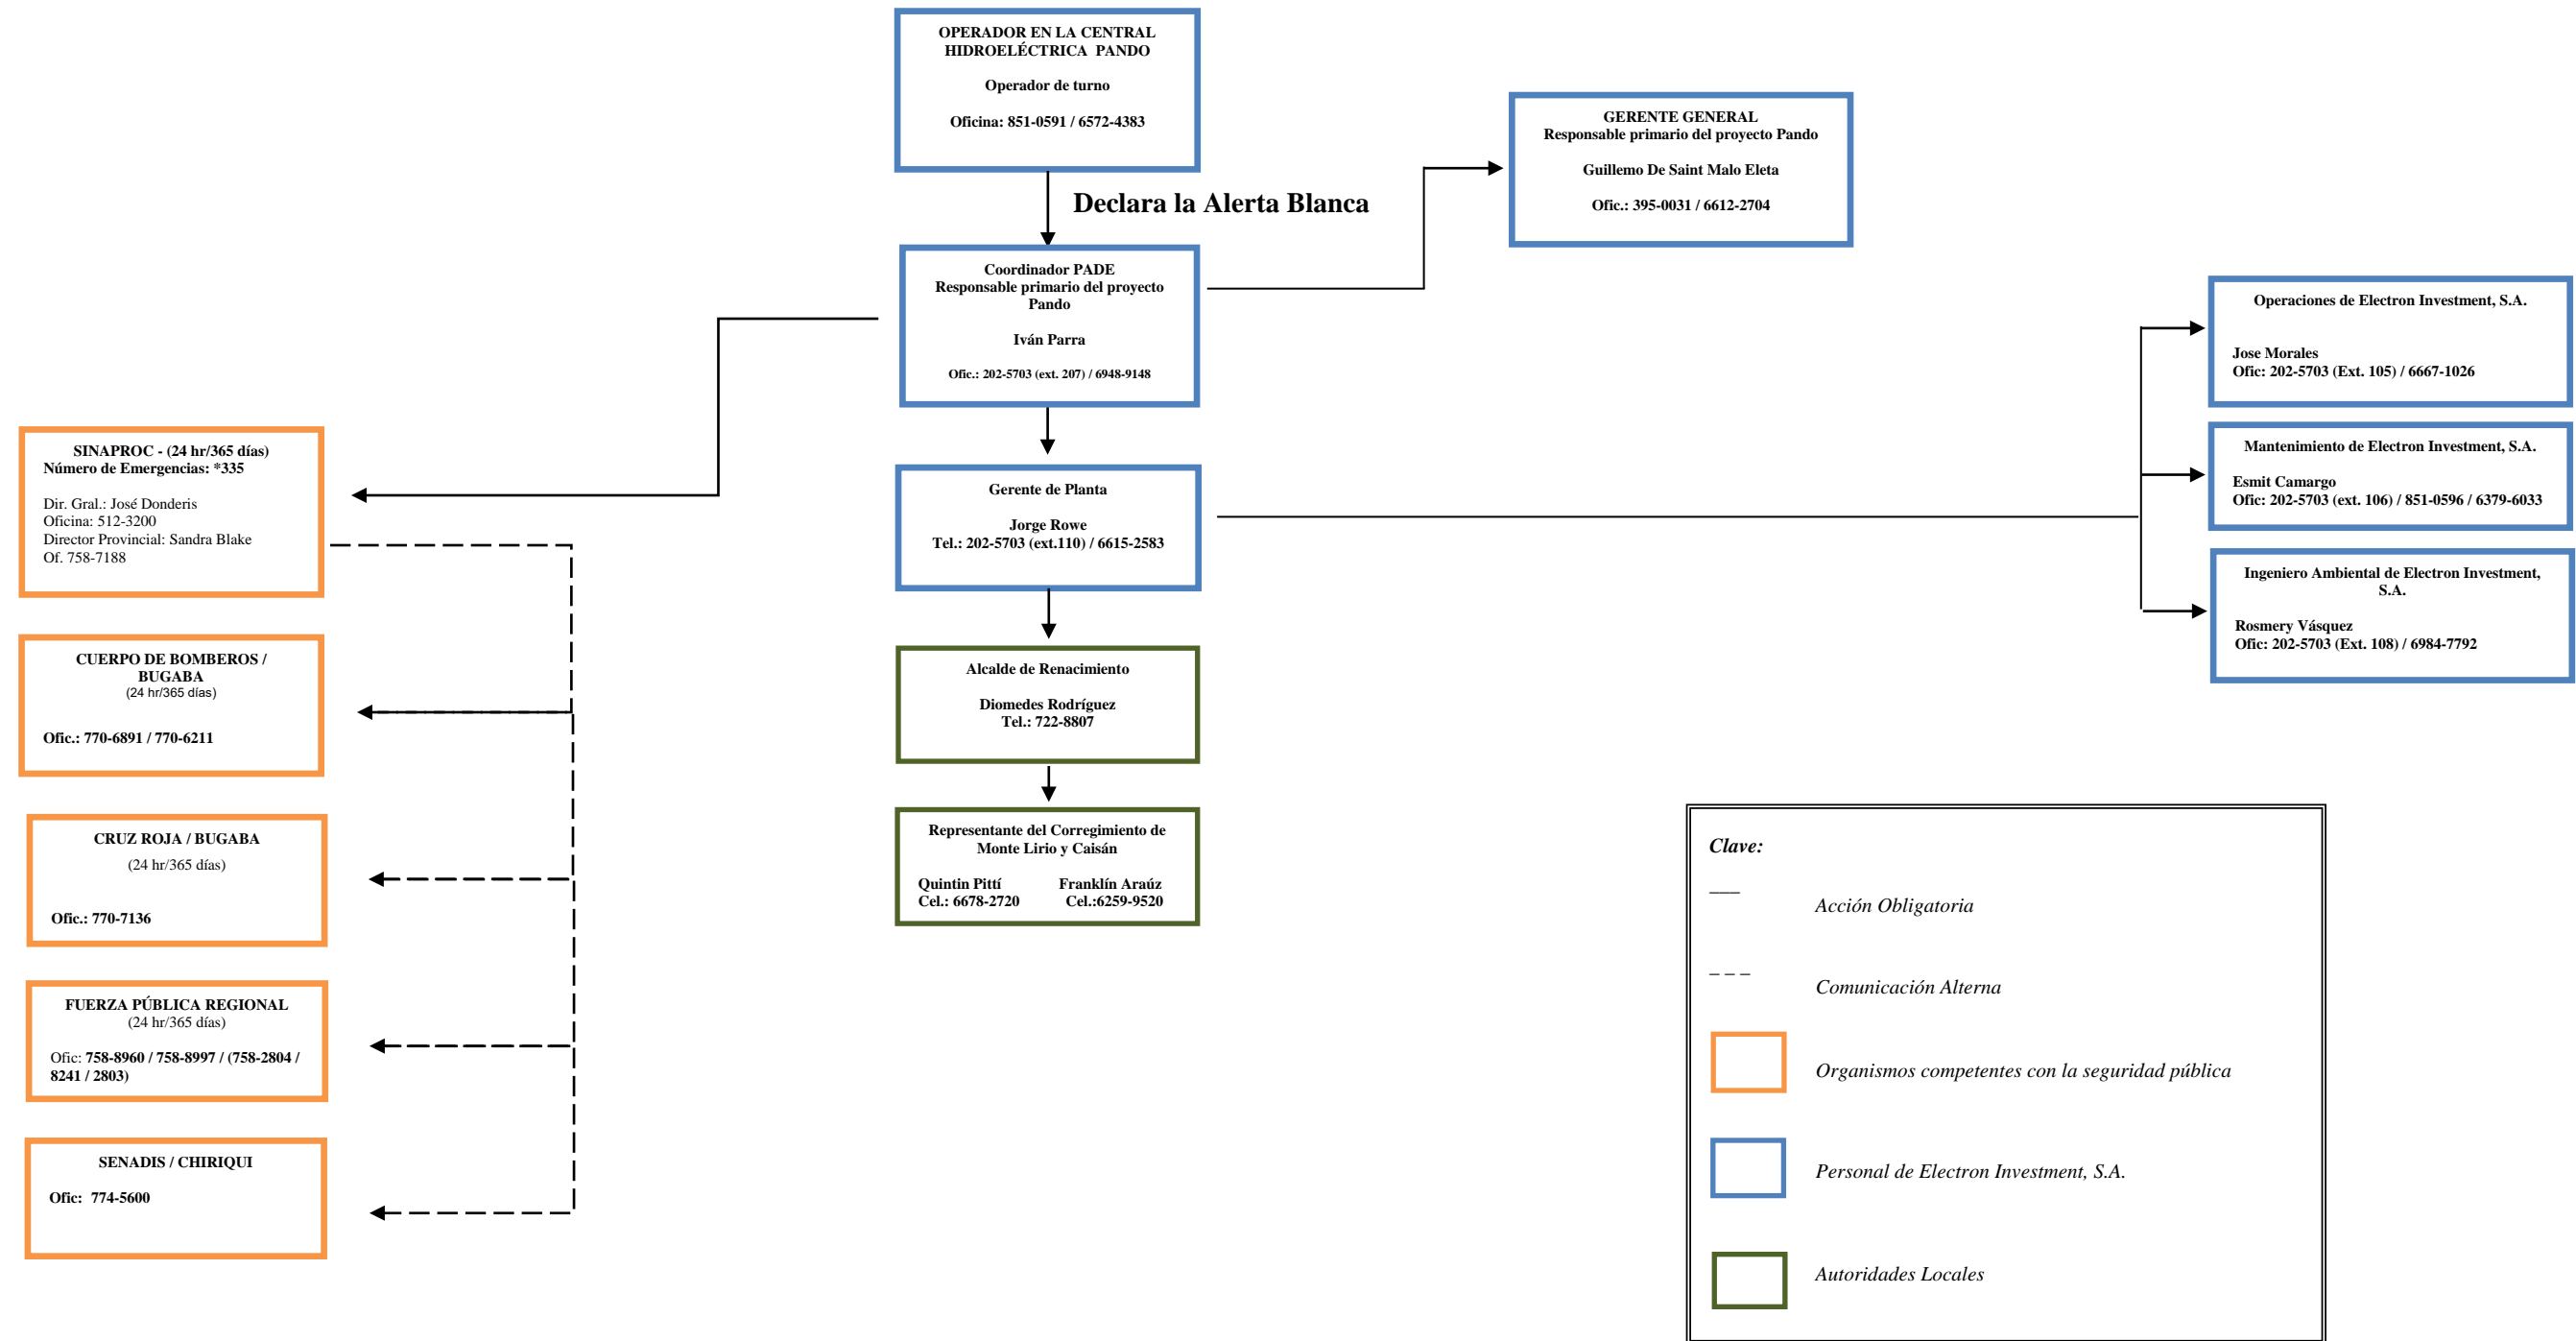 OPERADOR EN LA CENTRAL
HIDROELÉCTRICA PANDO
Operador de turno
Oficina: 851-0591 / 6572-4383
Declara la Alerta Blanca
GERENTE GENERAL
Responsable primario del proyecto Pando
Guillemo De Saint Malo Eleta
Ofic.: 395-0031 / 6612-2704
Coordinador PADE
Responsable primario del proyecto
Pando
Iván Parra
Ofic.: 202-5703 (ext. 207) / 6948-9148
Operaciones de Electron Investment, S.A.
Jose Morales
Ofic: 202-5703 (Ext. 105) / 6667-1026
Mantenimiento de Electron Investment, S.A.
Esmit Camargo
Ofic: 202-5703 (ext. 106) / 851-0596 / 6379-6033
Ingeniero Ambiental de Electron Investment,
S.A.
Rosmery Vásquez
Ofic: 202-5703 (Ext. 108) / 6984-7792
Gerente de Planta
Jorge Rowe
Tel.: 202-5703 (ext.110) / 6615-2583
Alcalde de Renacimiento
Diomedes Rodríguez
Tel.: 722-8807
Representante del Corregimiento de
Monte Lirio y Caisán
Quintin Pittí Franklín Araúz
Cel.: 6678-2720 Cel.:6259-9520
SINAPROC - (24 hr/365 días)
Número de Emergencias: *335
Dir. Gral.: José Donderis
Oficina: 512-3200
Director Provincial: Sandra Blake
Of. 758-7188
CUERPO DE BOMBEROS /
BUGABA
(24 hr/365 días)
Ofic.: 770-6891 / 770-6211
CRUZ ROJA / BUGABA
(24 hr/365 días)
Ofic.: 770-7136
FUERZA PÚBLICA REGIONAL
(24 hr/365 días)
Ofic: 758-8960 / 758-8997 / (758-2804 /
8241 / 2803)
SENADIS / CHIRIQUI
Ofic: 774-5600
Clave:
___
Acción Obligatoria
_ _ _
Comunicación Alterna
Organismos competentes con la seguridad pública
Personal de Electron Investment, S.A.
Autoridades Locales